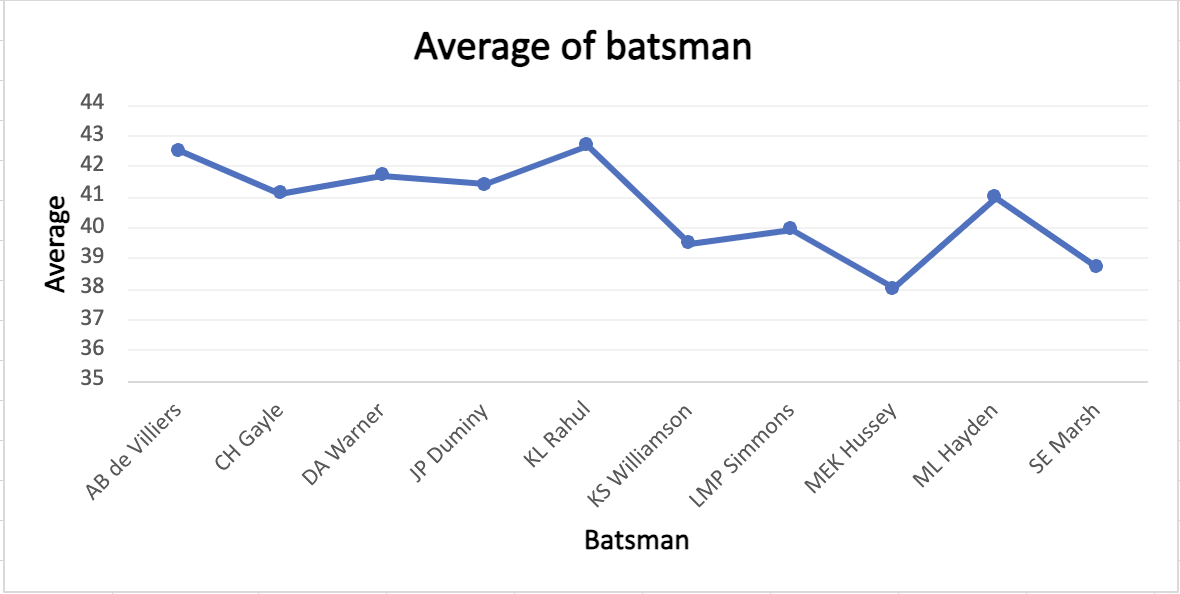 Average of batsman
44
43
42
41
40
39
38
37
36
35
Average
AB de Villiers
CH Gayle
DA Warner
JP Duminy
KL Rahul
KS Williamson
LMP Simmons
MEK Hussey
ML Hayden
SE Marsh
Batsman